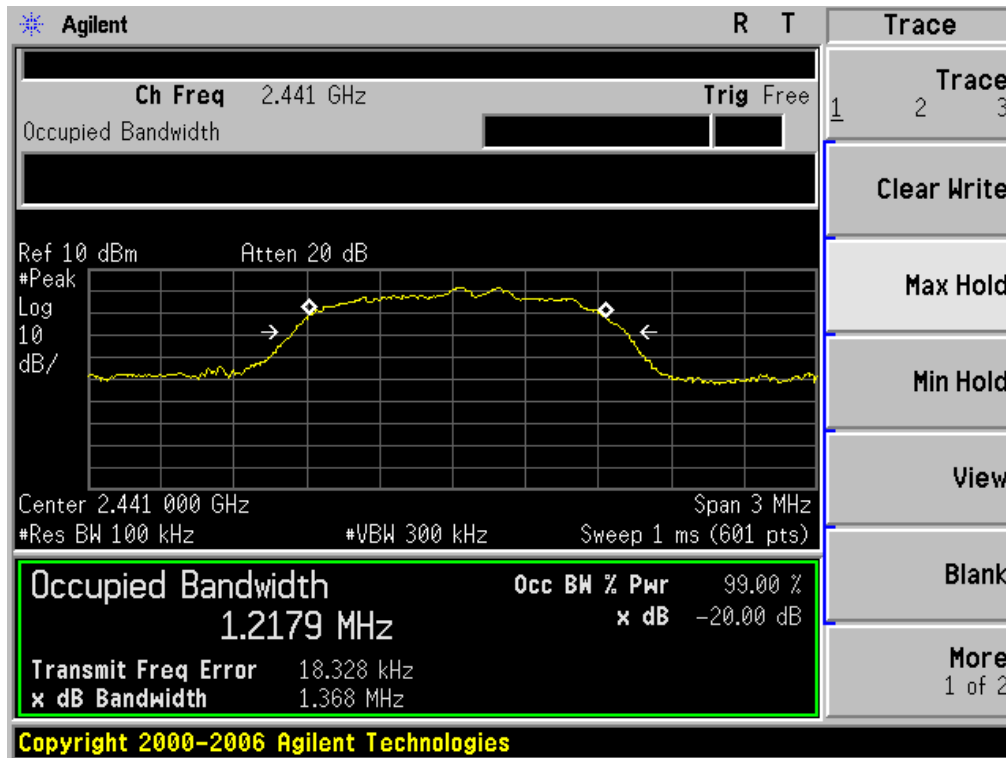 Agilent R T Trace
Ch Freq 2.441 GHz Trig Free
Occupied Bandwidth
Trace
1 2 3
Clear Write
Max Hold
Min Hold
View
Blank
More
1 of 2
Ref 10 dBm Atten 20 dB
#Peak
Log
10
dB/
Center 2.441 000 GHz Span 3 MHz
#Res BW 100 kHz #VBW 300 kHz Sweep 1 ms (601 pts)
Occupied Bandwidth Occ BW % Pwr 99.00 %
1.2179 MHz x dB -20.00 dB
Transmit Freq Error 18.328 kHz
x dB Bandwidth 1.368 MHz
Copyright 2000-2006 Agilent Technologies